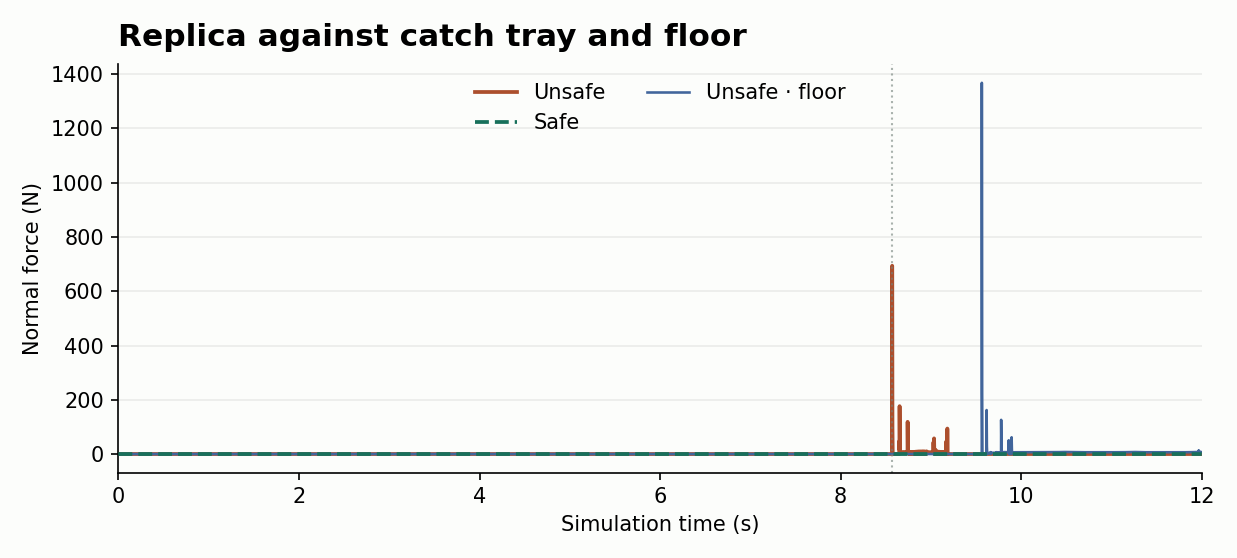 Replica against catch tray and floor
Unsafe
Safe
Unsafe · floor
Normal force (N)
1400
1200
1000
800
600
400
200
0
0 2 4 6 8 10 12
Simulation time (s)